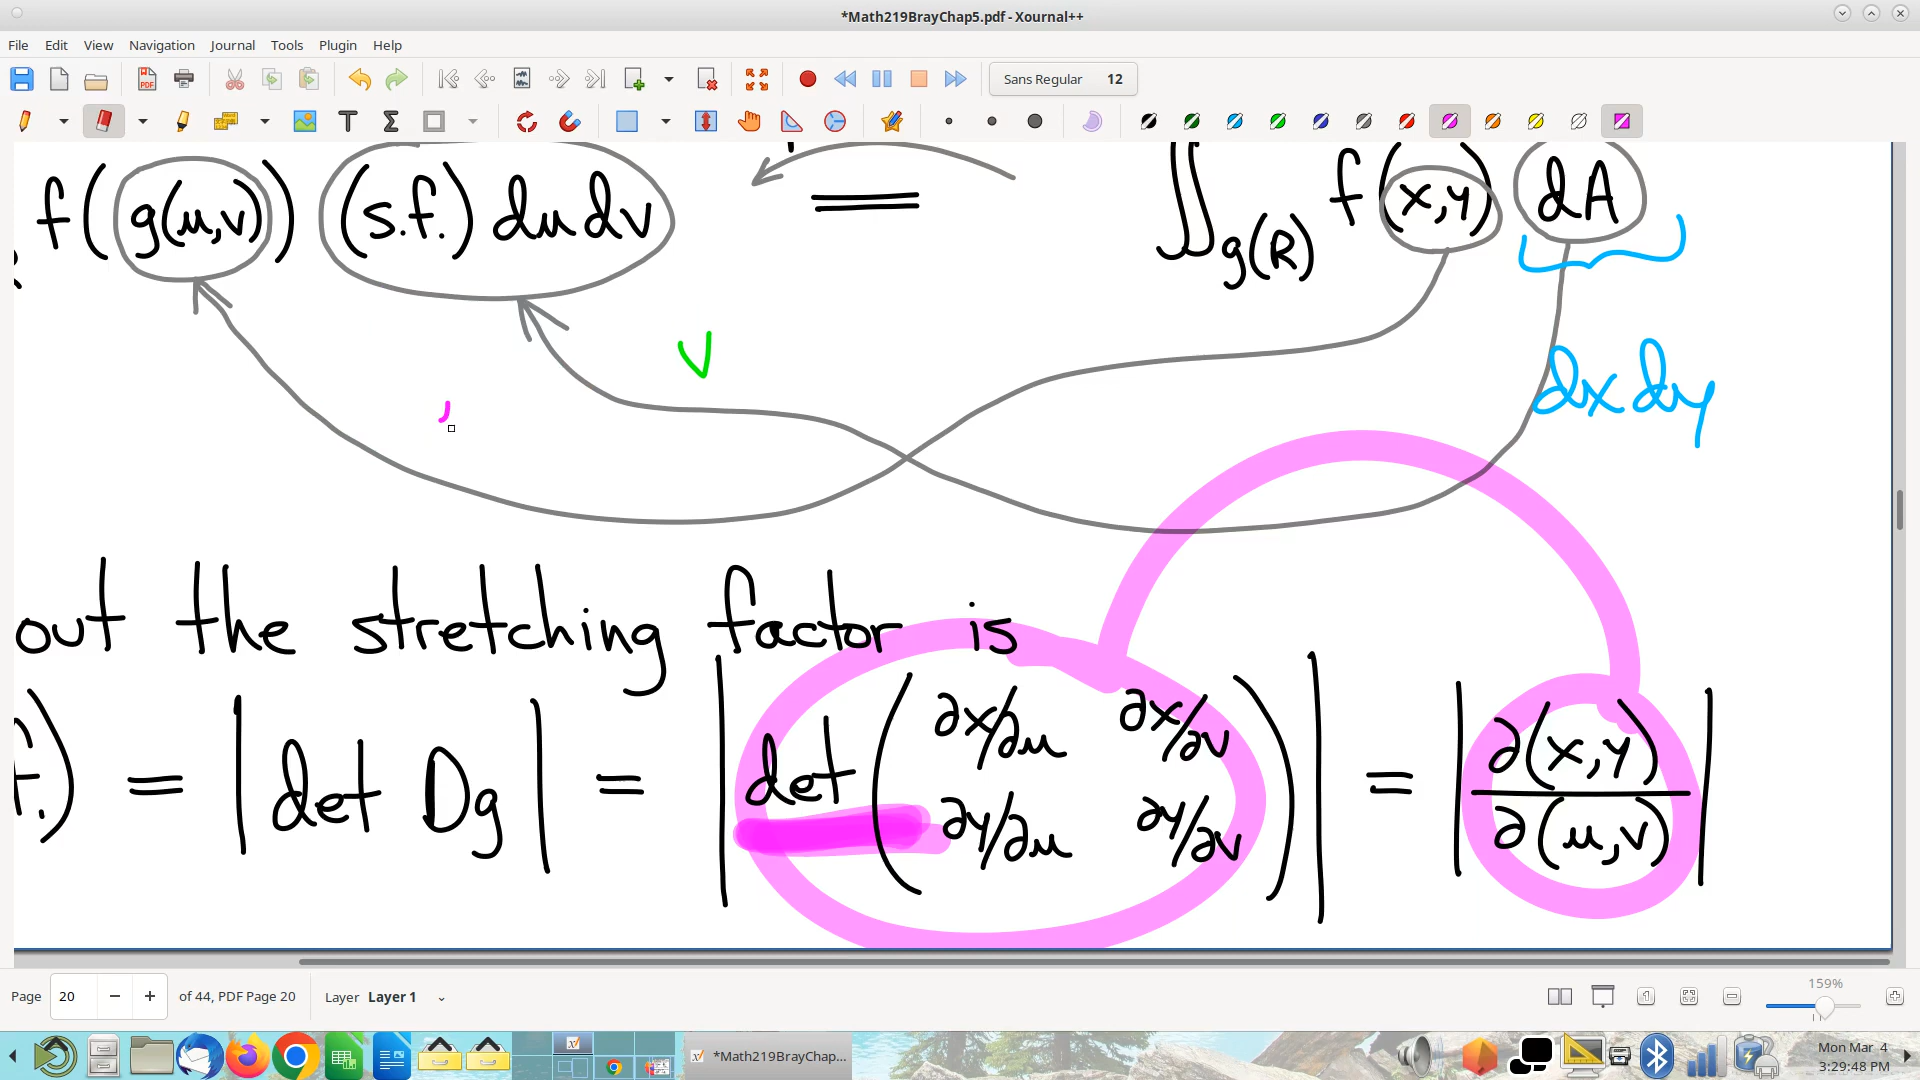 *Math219BrayChap5.pdf - Xournal++
File Edit View Navigation Journal Tools Plugin Help
Sans Regular 12
f(g(u,v)) (s.f.) du dv = ∬g(R) f(x,y) dA
v
dx dy
out the stretching factor is
f.) = |det Dg| = |det (∂x/∂u ∂x/∂v
∂y/∂u ∂y/∂v)| = |∂(x,y)/∂(u,v)|
Page 20 of 44, PDF Page 20 Layer Layer 1
159%
*Math219BrayChap...
Mon Mar 4
3:29:48 PM